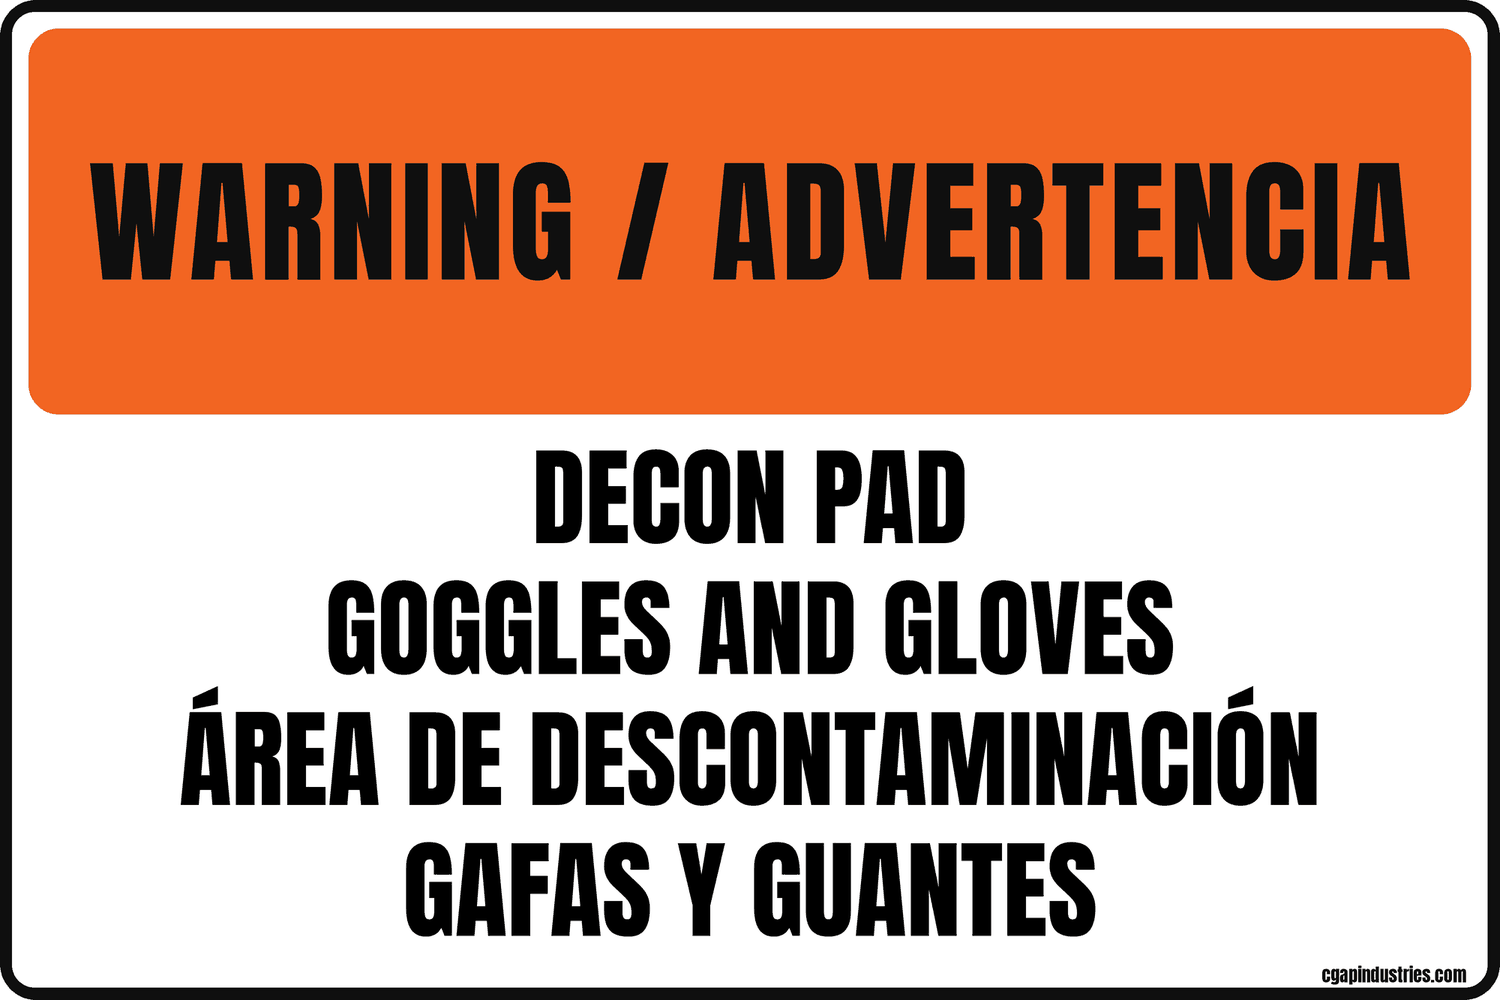 WARNING / ADVERTENCIA
DECON PAD
GOGGLES AND GLOVES
ÁREA DE DESCONTAMINACIÓN
GAFAS Y GUANTES
cgapindustries.com